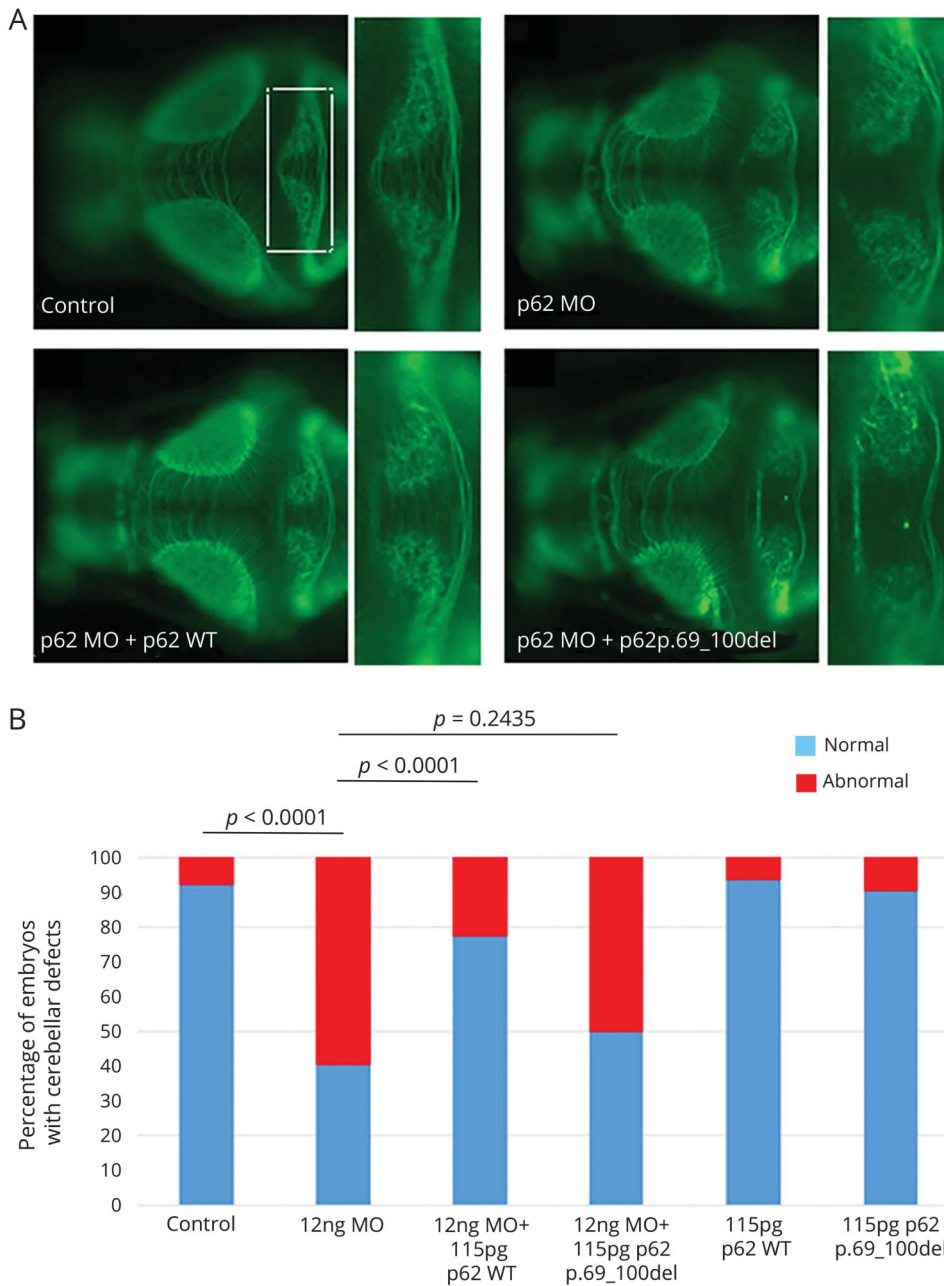 A
Control
p62 MO
p62 MO + p62 WT
p62 MO + p62p.69_100del
B
p = 0.2435
p < 0.0001
p < 0.0001
Normal
Abnormal
Percentage of embryos
with cerebellar defects
100
90
80
70
60
50
40
30
20
10
0
Control
12ng MO
12ng MO+
115pg
p62 WT
12ng MO+
115pg p62
p.69_100del
115pg
p62 WT
115pg p62
p.69_100del